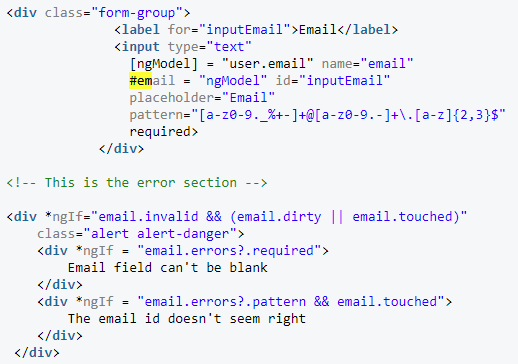 <div class="form-group">
<label for="inputEmail">Email</label>
<input type="text"
[ngModel] = "user.email" name="email"
#email = "ngModel" id="inputEmail"
placeholder="Email"
pattern="[a-z0-9._%+-]+@[a-z0-9.-]+\.[a-z]{2,3}$"
required>
</div>
<!-- This is the error section -->
<div *ngIf="email.invalid && (email.dirty || email.touched)"
class="alert alert-danger">
<div *ngIf = "email.errors?.required">
Email field can't be blank
</div>
<div *ngIf = "email.errors?.pattern && email.touched">
The email id doesn't seem right
</div>
</div>